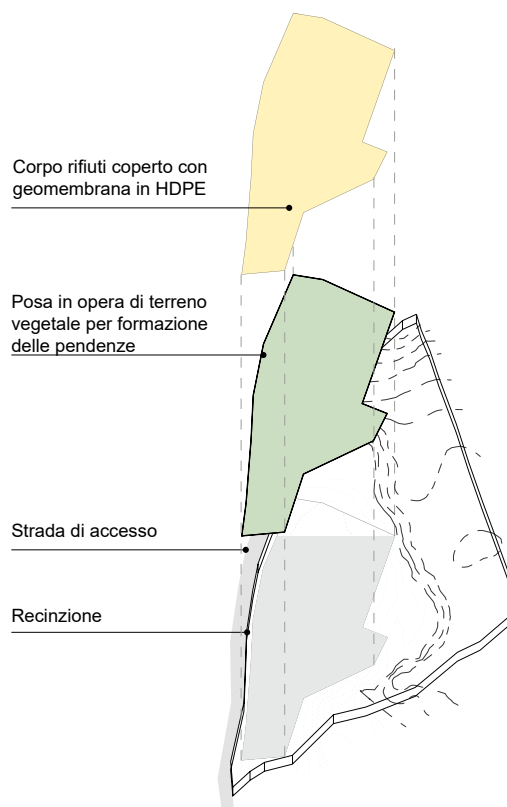 Corpo rifiuti coperto con
geomembrana in HDPE
Posa in opera di terreno
vegetale per formazione
delle pendenze
Strada di accesso
Recinzione